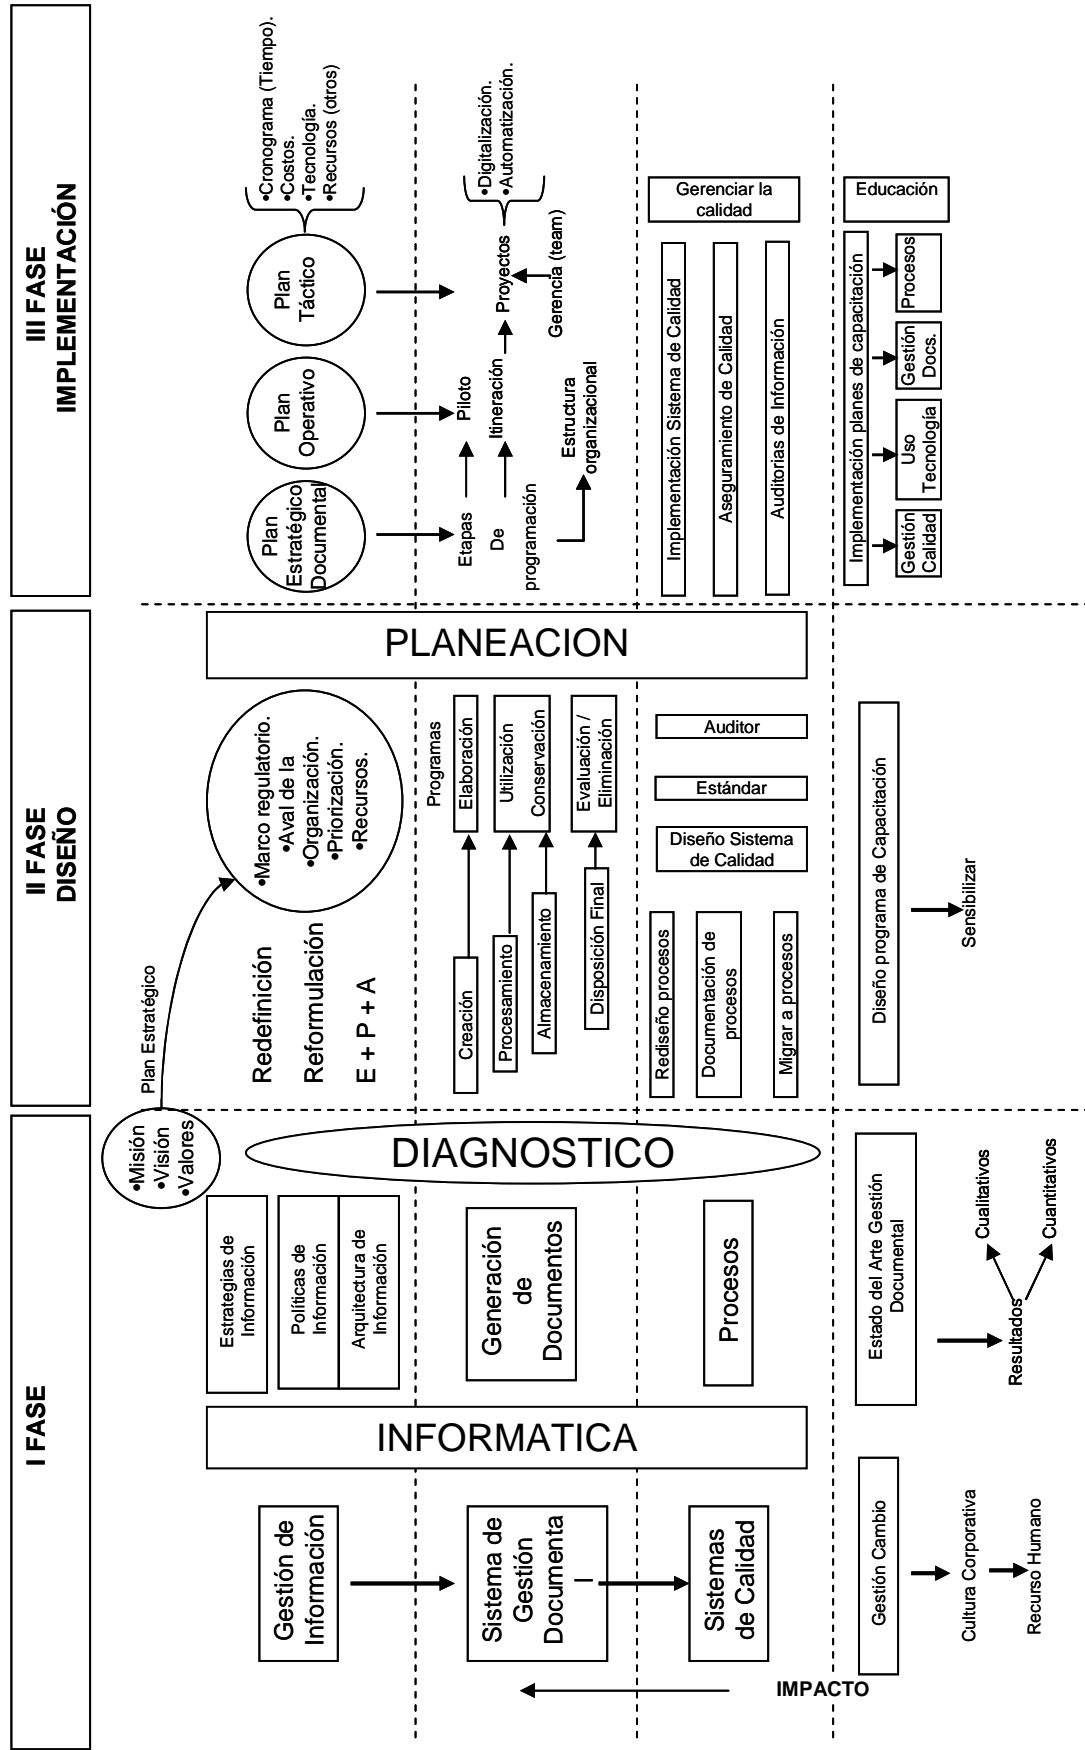 I FASE
II FASE
DISEÑO
III FASE
IMPLEMENTACIÓN
•Misión
•Visión
•Valores
Plan Estratégico
Gestión de
Información
INFORMATICA
Estrategias de
Información
Políticas de
Información
Arquitectura de
Información
DIAGNOSTICO
Redefinición
Reformulación
E + P + A
•Marco regulatorio.
•Aval de la
Organización.
•Priorización.
•Recursos.
PLANEACION
Plan
Estratégico
Documental
Plan
Operativo
Plan
Táctico
•Cronograma (Tiempo).
•Costos.
•Tecnología.
•Recursos (otros)
Sistema de
Gestión
Documenta
l
Generación
de
Documentos
Programas
Creación
Elaboración
Procesamiento
Utilización
Almacenamiento
Conservación
Disposición Final
Evaluación /
Eliminación
Etapas
De
programación
Piloto
Itineración
Proyectos
Estructura
organizacional
Gerencia (team)
•Digitalización.
•Automatización.
Sistemas
de Calidad
Procesos
Rediseño procesos
Documentación de
procesos
Migrar a procesos
Diseño Sistema
de Calidad
Estándar
Auditor
Implementación Sistema de Calidad
Aseguramiento de Calidad
Auditorias de Información
Gerenciar la
calidad
IMPACTO
Gestión Cambio
Cultura Corporativa
Recurso Humano
Estado del Arte Gestión
Documental
Resultados
Cualitativos
Cuantitativos
Diseño programa de Capacitación
Sensibilizar
Implementación planes de capacitación
Gestión
Calidad
Uso
Tecnología
Gestión
Docs.
Procesos
Educación